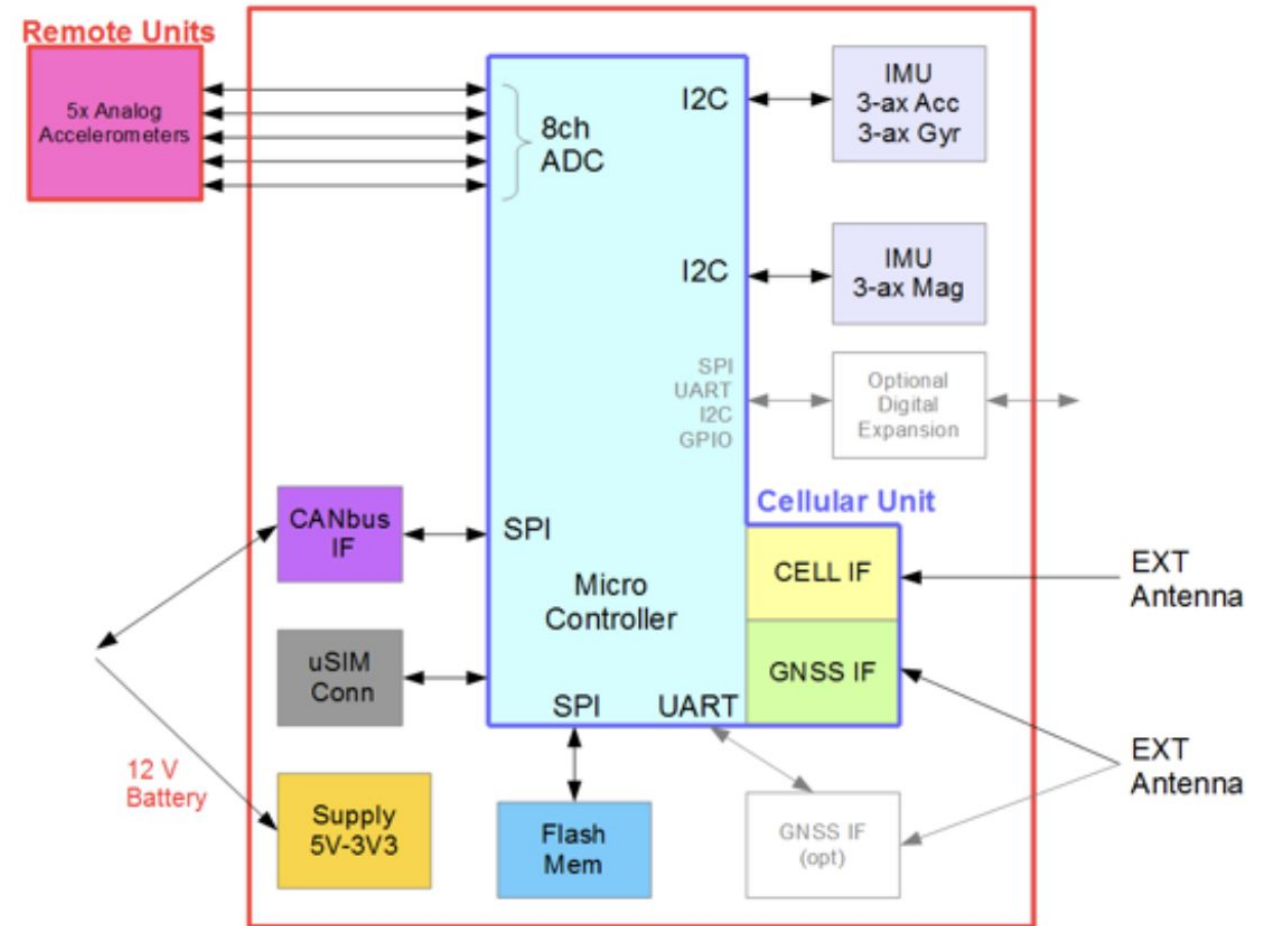 Remote Units
5x Analog
Accelerometers
8ch
ADC
I2C
IMU
3-ax Acc
3-ax Gyr
I2C
IMU
3-ax Mag
SPI
UART
I2C
GPIO
Optional
Digital
Expansion
Cellular Unit
CANbus
IF
SPI
Micro
Controller
CELL IF
EXT
Antenna
uSIM
Conn
GNSS IF
SPI
UART
12 V
Battery
Supply
5V-3V3
Flash
Mem
GNSS IF
(opt)
EXT
Antenna